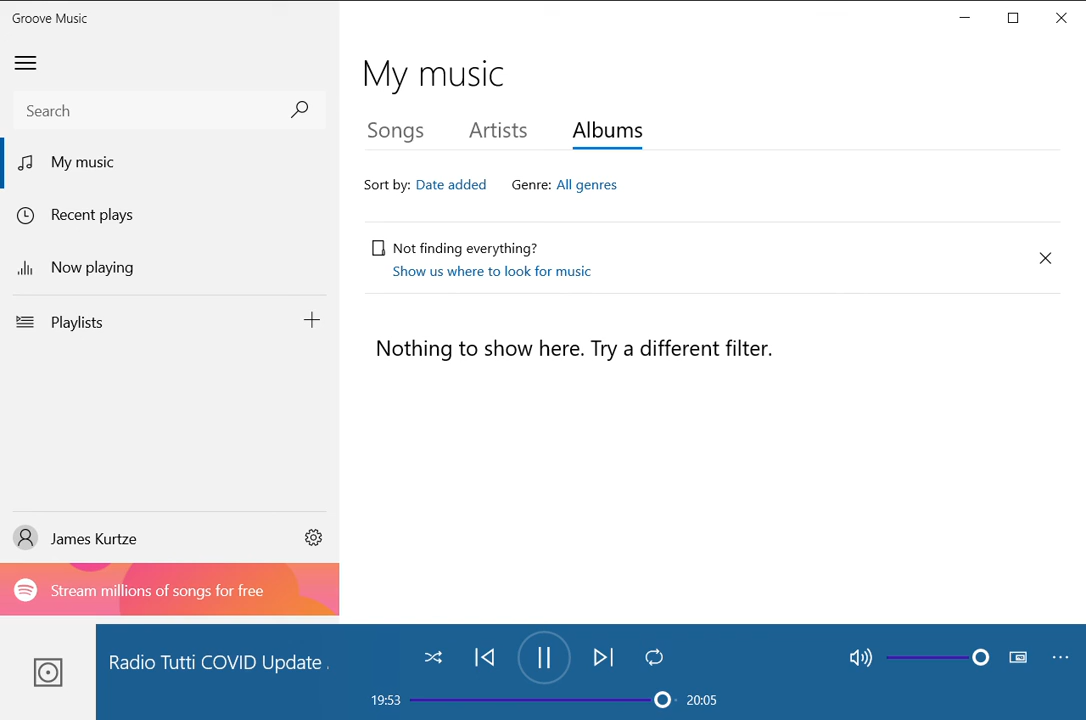 Groove Music
Search
My music
Recent plays
Now playing
Playlists
James Kurtze
Stream millions of songs for free
My music
Songs Artists Albums
Sort by: Date added Genre: All genres
Not finding everything?
Show us where to look for music
Nothing to show here. Try a different filter.
Radio Tutti COVID Update .
19:53 20:05